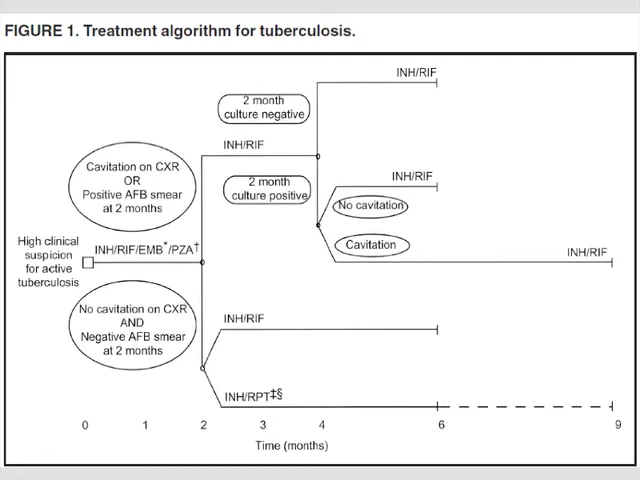 FIGURE 1. Treatment algorithm for tuberculosis.
INH/RIF
2 month
culture negative
INH/RIF
Cavitation on CXR
OR
Positive AFB smear
at 2 months
2 month
culture positive
INH/RIF
No cavitation
High clinical
suspicion
for active
tuberculosis
INH/RIF/EMB*/PZA†
Cavitation
INH/RIF
No cavitation on CXR
AND
Negative AFB smear
at 2 months
INH/RIF
INH/RPT‡§
0 1 2 3 4 6 9
Time (months)